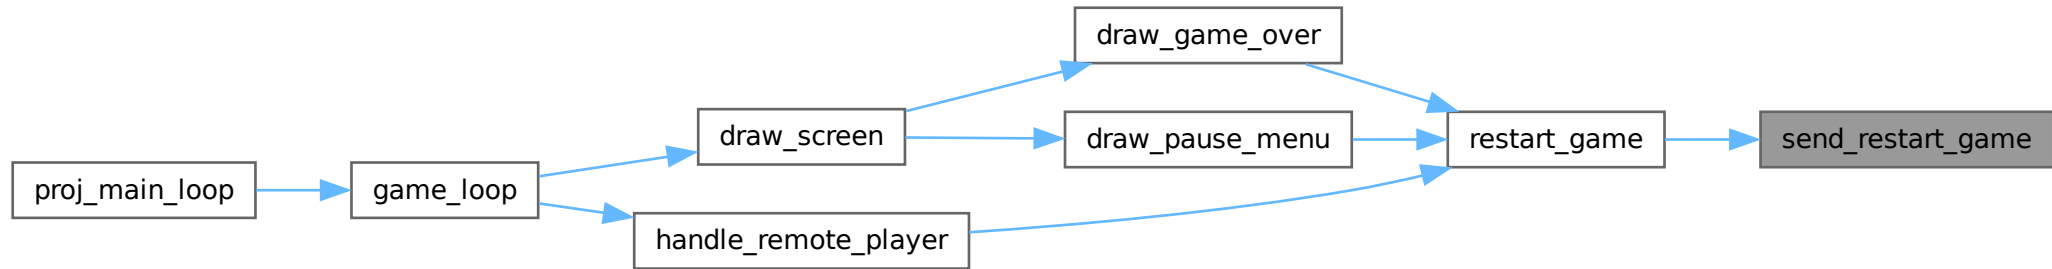 draw_game_over
draw_screen
draw_pause_menu
restart_game
send_restart_game
proj_main_loop
game_loop
handle_remote_player